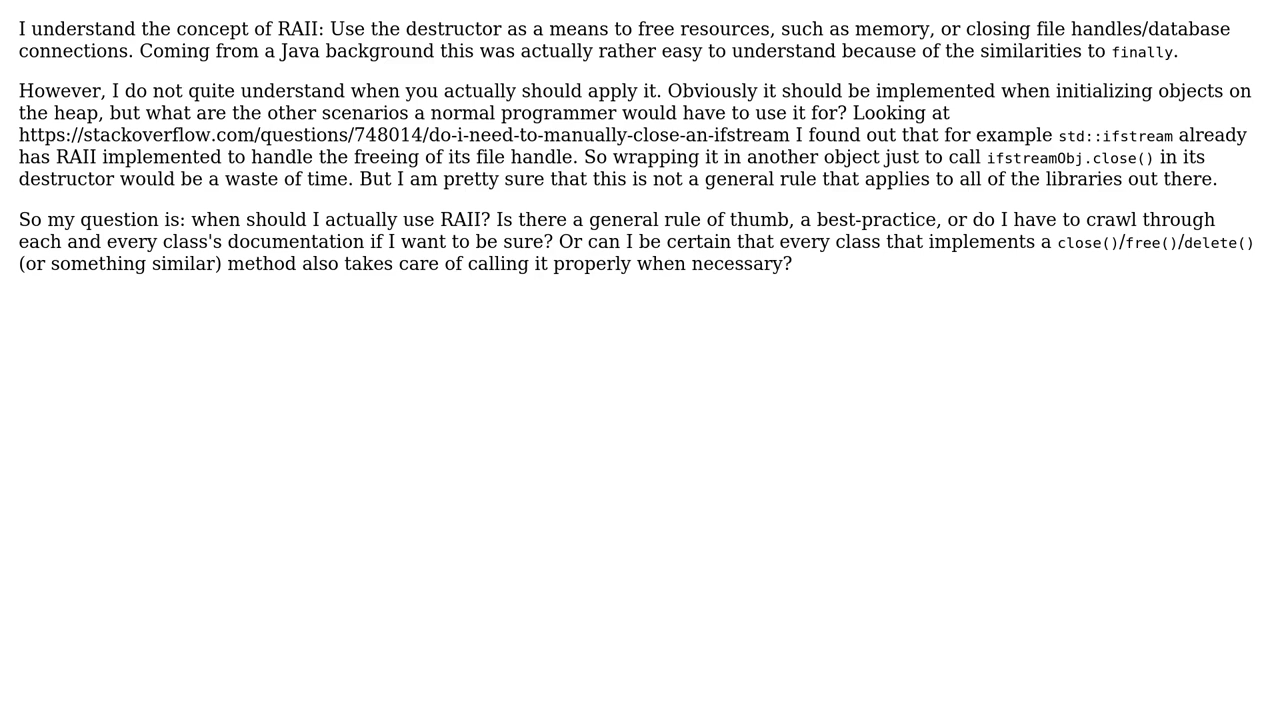 I understand the concept of RAII: Use the destructor as a means to free resources, such as memory, or closing file handles/database
connections. Coming from a Java background this was actually rather easy to understand because of the similarities to finally.
However, I do not quite understand when you actually should apply it. Obviously it should be implemented when initializing objects on
the heap, but what are the other scenarios a normal programmer would have to use it for? Looking at
https://stackoverflow.com/questions/748014/do-i-need-to-manually-close-an-ifstream I found out that for example std::ifstream already
has RAII implemented to handle the freeing of its file handle. So wrapping it in another object just to call ifstreamObj.close() in its
destructor would be a waste of time. But I am pretty sure that this is not a general rule that applies to all of the libraries out there.
So my question is: when should I actually use RAII? Is there a general rule of thumb, a best-practice, or do I have to crawl through
each and every class's documentation if I want to be sure? Or can I be certain that every class that implements a close()/free()/delete()
(or something similar) method also takes care of calling it properly when necessary?